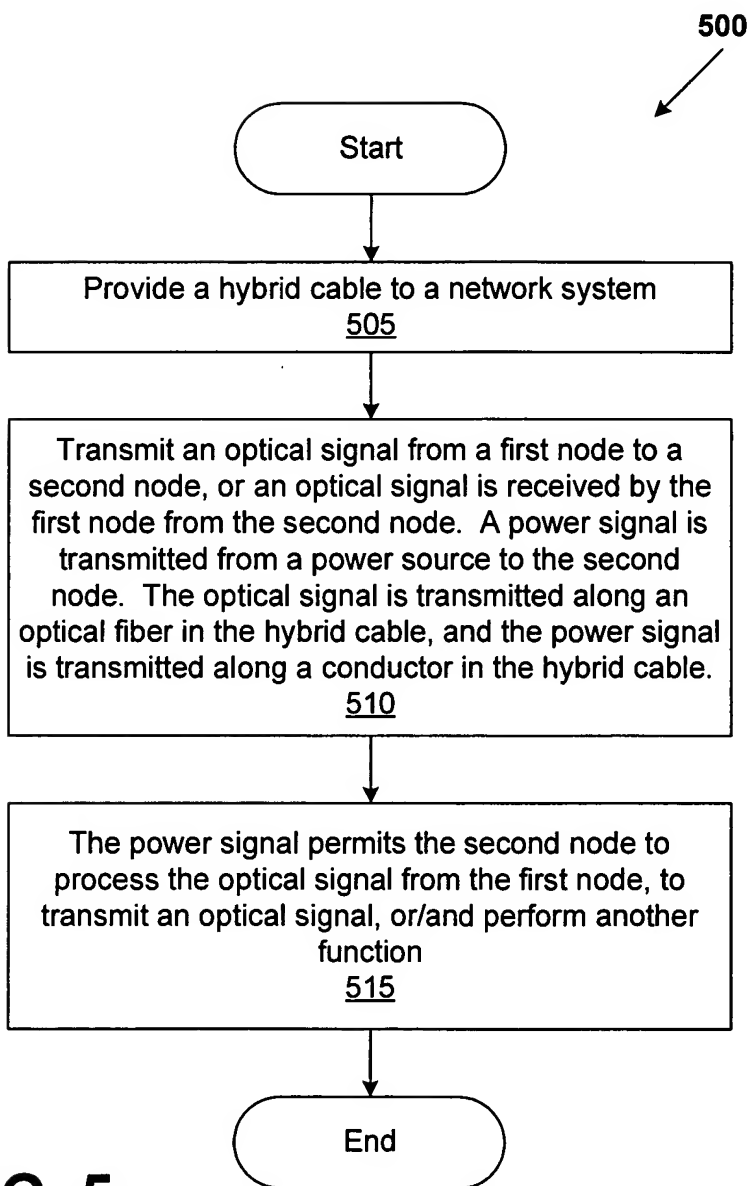 500
Start
Provide a hybrid cable to a network system
505
Transmit an optical signal from a first node to a
second node, or an optical signal is received by the
first node from the second node. A power signal is
transmitted from a power source to the second
node. The optical signal is transmitted along an
optical fiber in the hybrid cable, and the power signal
is transmitted along a conductor in the hybrid cable.
510
The power signal permits the second node to
process the optical signal from the first node, to
transmit an optical signal, or/and perform another
function
515
End